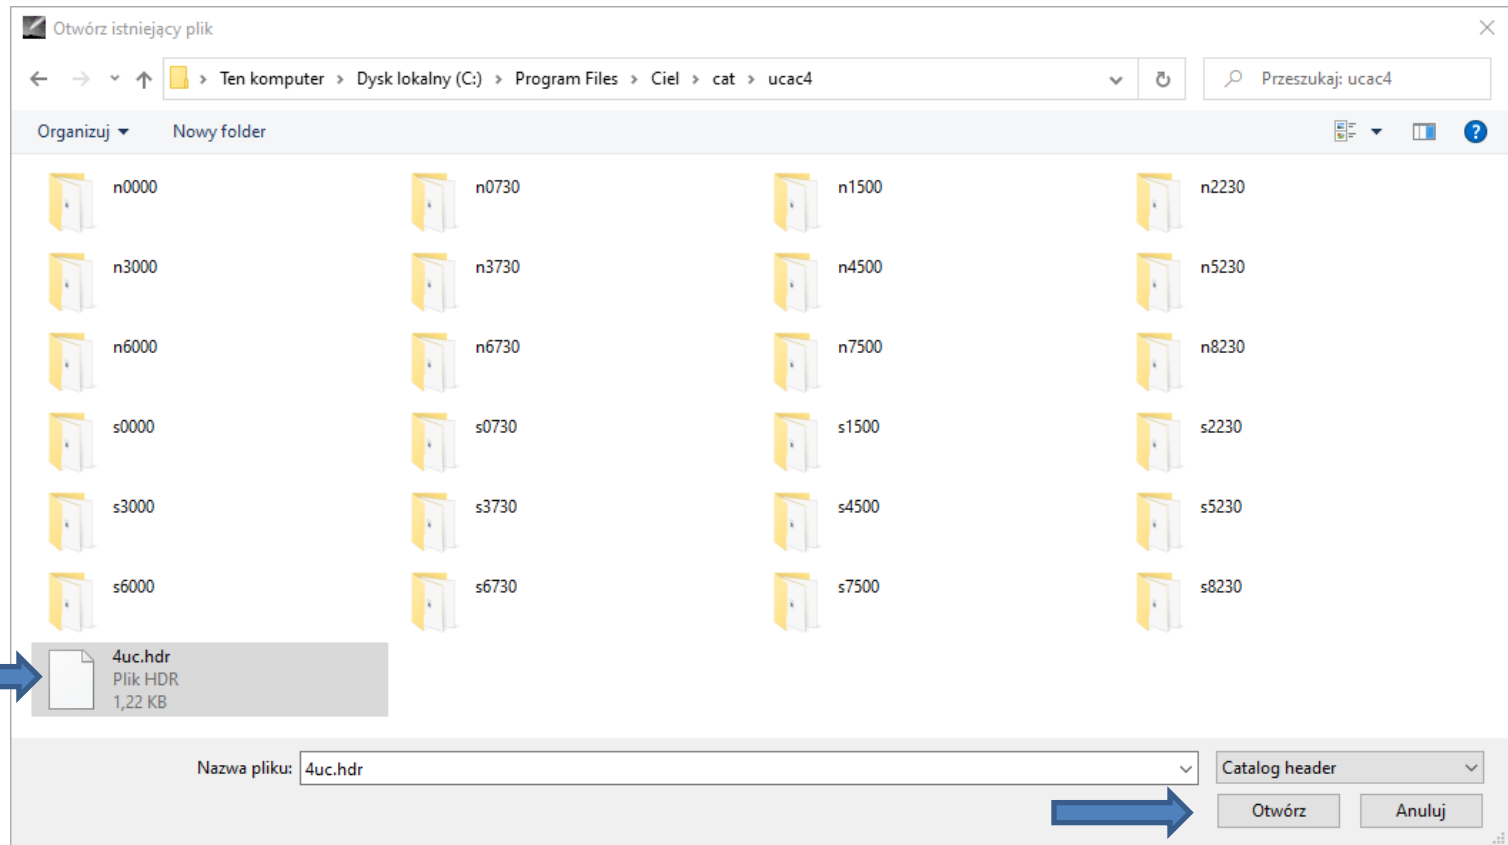 Otwórz istniejący plik
Ten komputer > Dysk lokalny (C:) > Program Files > Ciel > cat > ucac4
Przeszukaj: ucac4
Organizuj
Nowy folder
n0000 n0730 n1500 n2230
n3000 n3730 n4500 n5230
n6000 n6730 n7500 n8230
s0000 s0730 s1500 s2230
s3000 s3730 s4500 s5230
s6000 s6730 s7500 s8230
4uc.hdr
Plik HDR
1,22 KB
Nazwa pliku: 4uc.hdr
Catalog header
Otwórz Anuluj